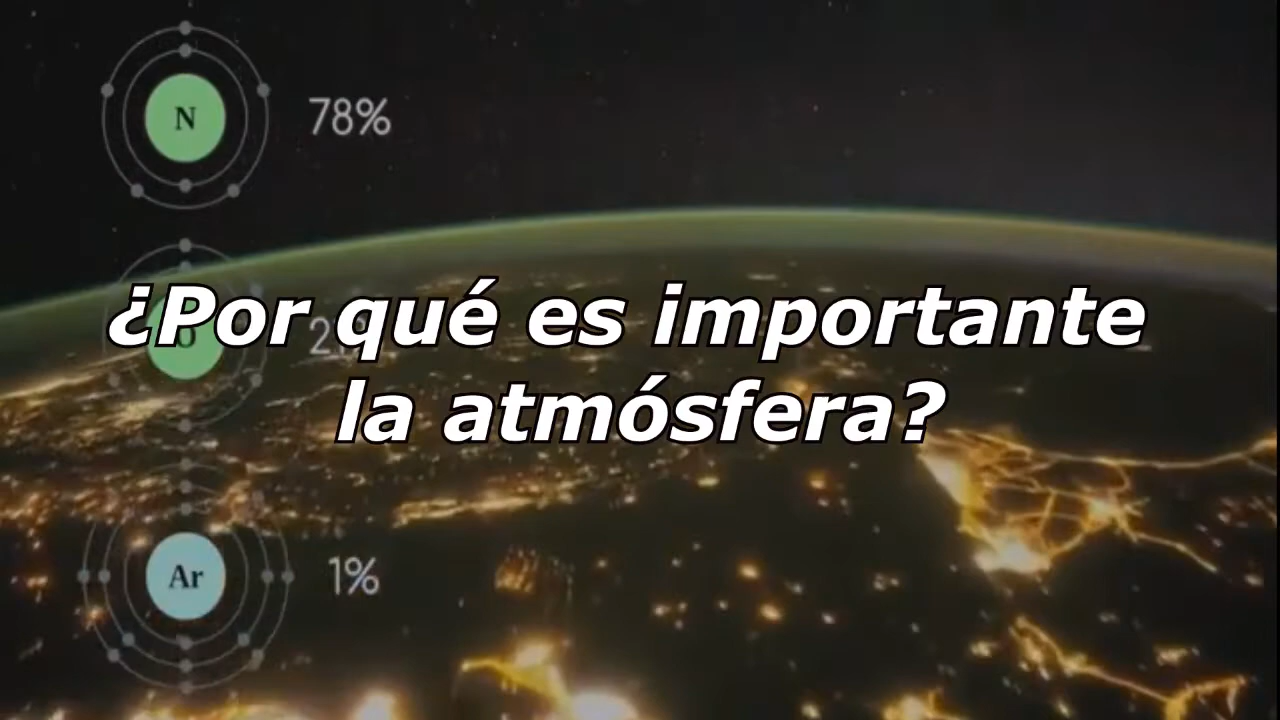 N 78%
¿Por qué es importante
la atmósfera?
Ar 1%